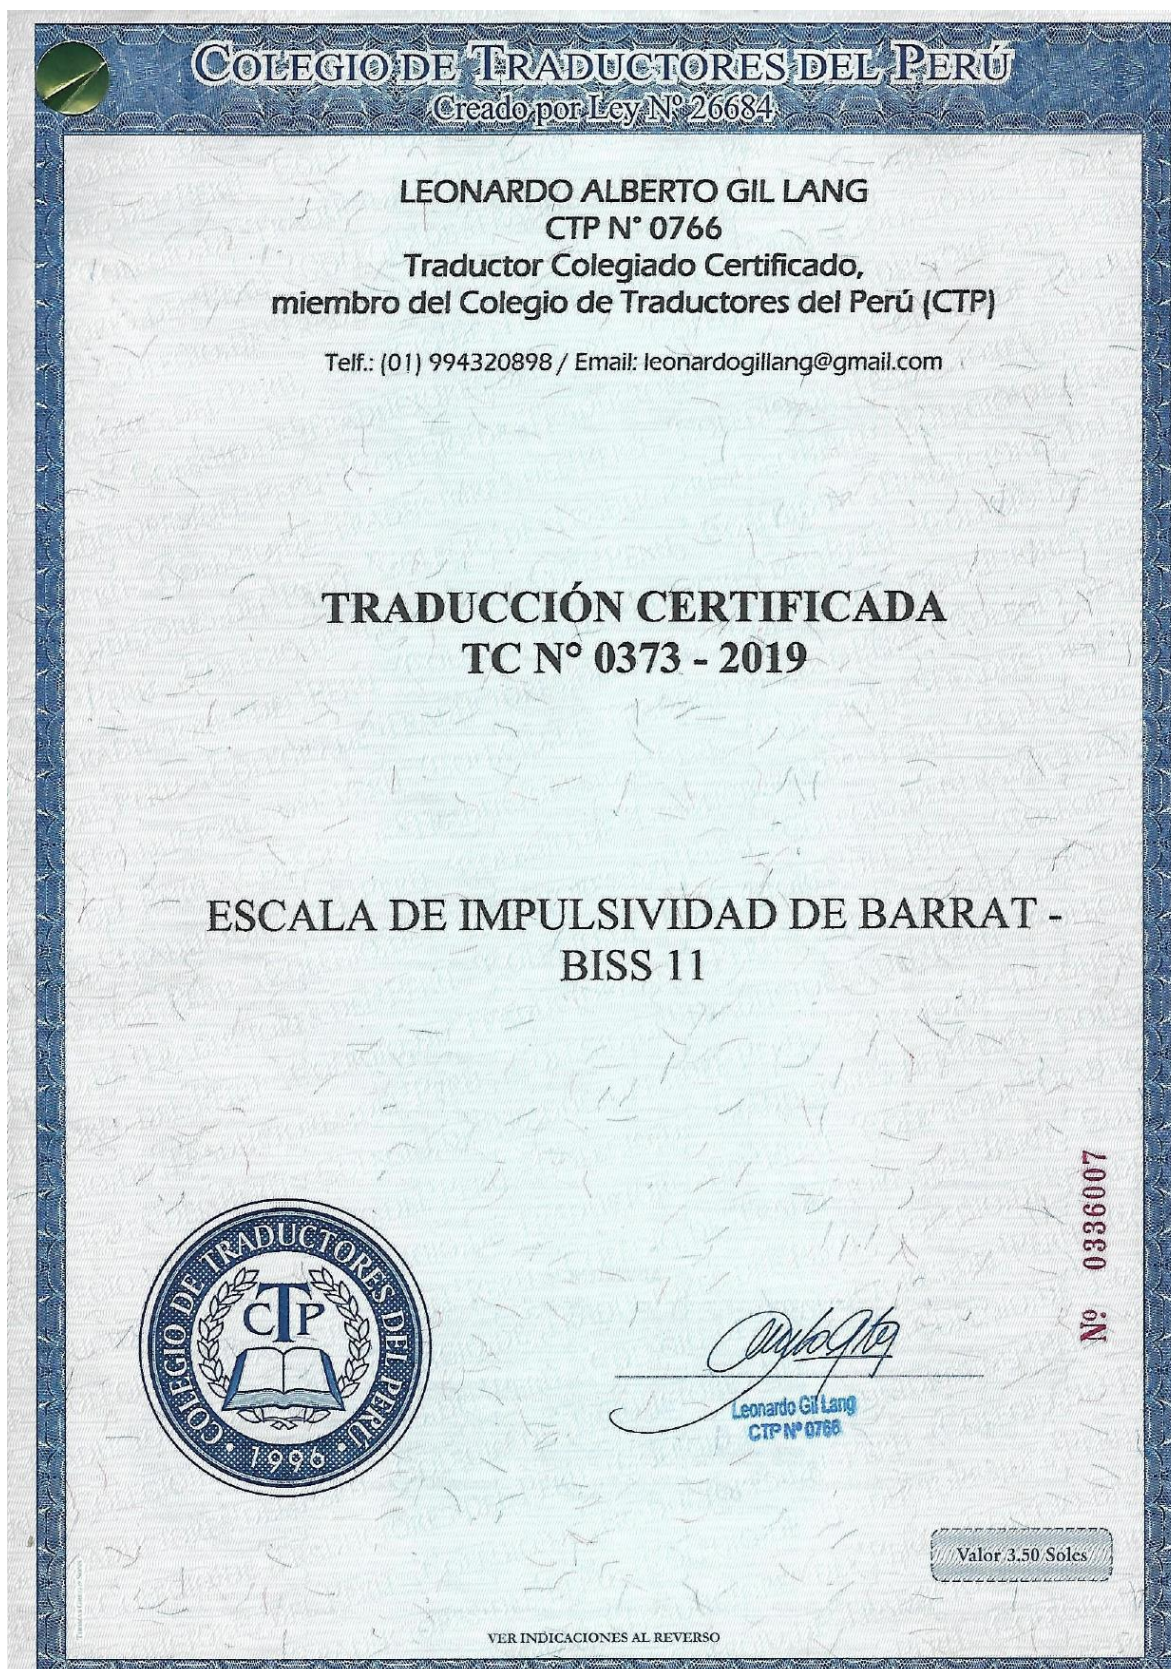 COLEGIO DE TRADUCTORES DEL PERÚ
Creado por Ley Nº 26684
LEONARDO ALBERTO GIL LANG
CTP N° 0766
Traductor Colegiado Certificado,
miembro del Colegio de Traductores del Perú (CTP)
Telf.: (01) 994320898 / Email: leonardogillang@gmail.com
TRADUCCIÓN CERTIFICADA
TC N° 0373 - 2019
ESCALA DE IMPULSIVIDAD DE BARRAT -
BISS 11
Nº 0336007
COLEGIO DE TRADUCTORES DEL PERÚ
CTP
• 1996 •
Leonardo Gil Lang
CTP Nº 0766
Valor 3.50 Soles
VER INDICACIONES AL REVERSO